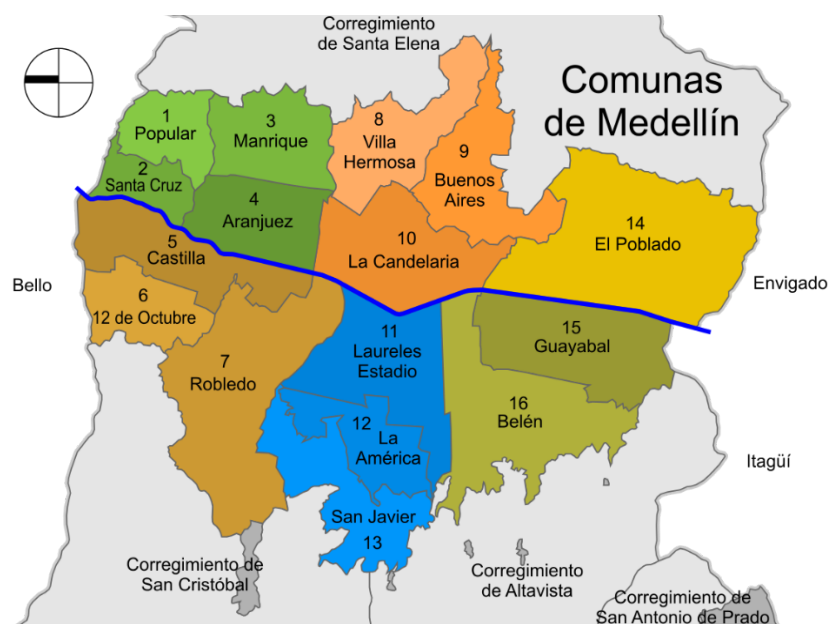 Corregimiento
de Santa Elena
Comunas
de Medellín
1
Popular
3
Manrique
8
Villa
Hermosa
9
Buenos
Aires
2
Santa Cruz
4
Aranjuez
14
El Poblado
5
Castilla
10
La Candelaria
Bello
Envigado
6
12 de Octubre
11
Laureles
Estadio
15
Guayabal
7
Robledo
16
Belén
12 La
América
Itagüí
San Javier
13
Corregimiento de
San Cristóbal
Corregimiento
de Altavista
Corregimiento de
San Antonio de Prado